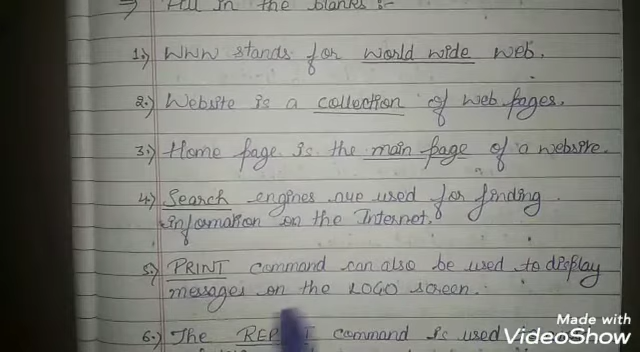 ⇒) Fill in the blanks :-
1.) WWW stands for world wide web.
2.) Website is a collection of web pages.
3.) Home page is the main page of a website.
4.) Search engines are used for finding
information on the Internet.
5.) PRINT command can also be used to display
messages on the LOGO screen.
6.) The command is used
Made with
VideoShow